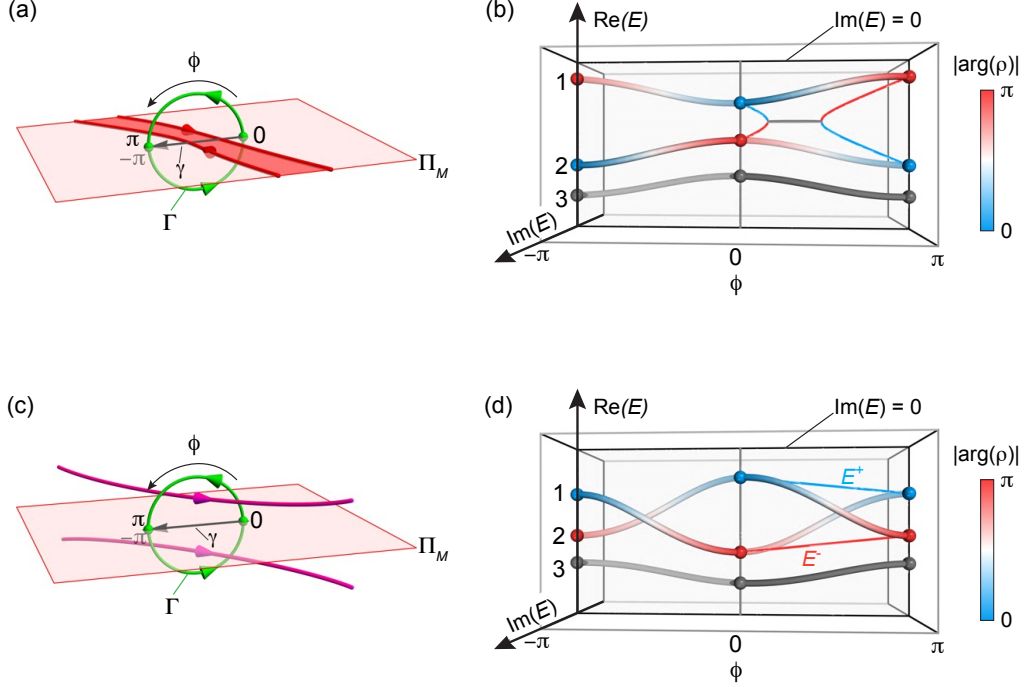 (a)
ϕ
π
0
−π
γ
Π_M
Γ
(b)
Re(E)
Im(E) = 0
|arg(ρ)|
π
1
2
3
0
Im(E)
−π
0
π
ϕ
(c)
ϕ
π
0
−π
γ
Π_M
Γ
(d)
Re(E)
Im(E) = 0
|arg(ρ)|
π
E⁺
1
2
E⁻
3
0
Im(E)
−π
0
π
ϕ